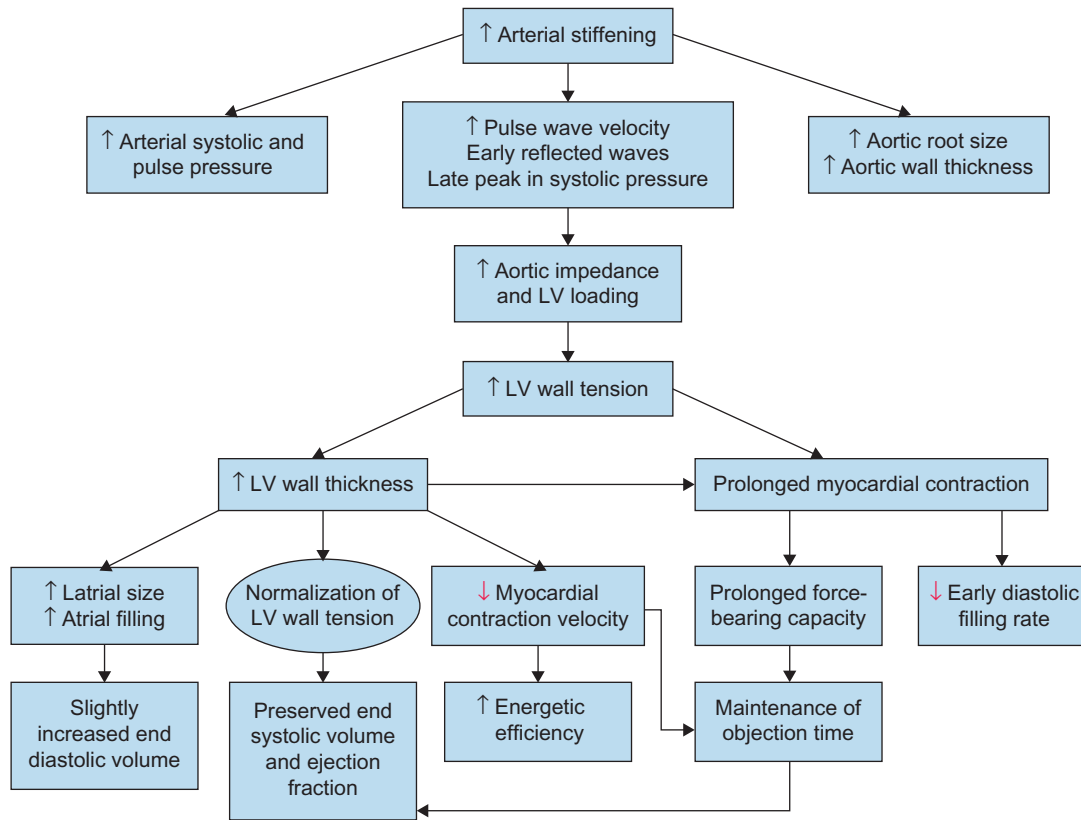 ↑ Arterial stiffening
↑ Arterial systolic and
pulse pressure
↑ Pulse wave velocity
Early reflected waves
Late peak in systolic pressure
↑ Aortic root size
↑ Aortic wall thickness
↑ Aortic impedance
and LV loading
↑ LV wall tension
↑ LV wall thickness
Prolonged myocardial contraction
↑ Latrial size
↑ Atrial filling
Normalization of
LV wall tension
↓ Myocardial
contraction velocity
Prolonged force-
bearing capacity
↓ Early diastolic
filling rate
Slightly
increased end
diastolic volume
Preserved end
systolic volume
and ejection
fraction
↑ Energetic
efficiency
Maintenance of
objection time